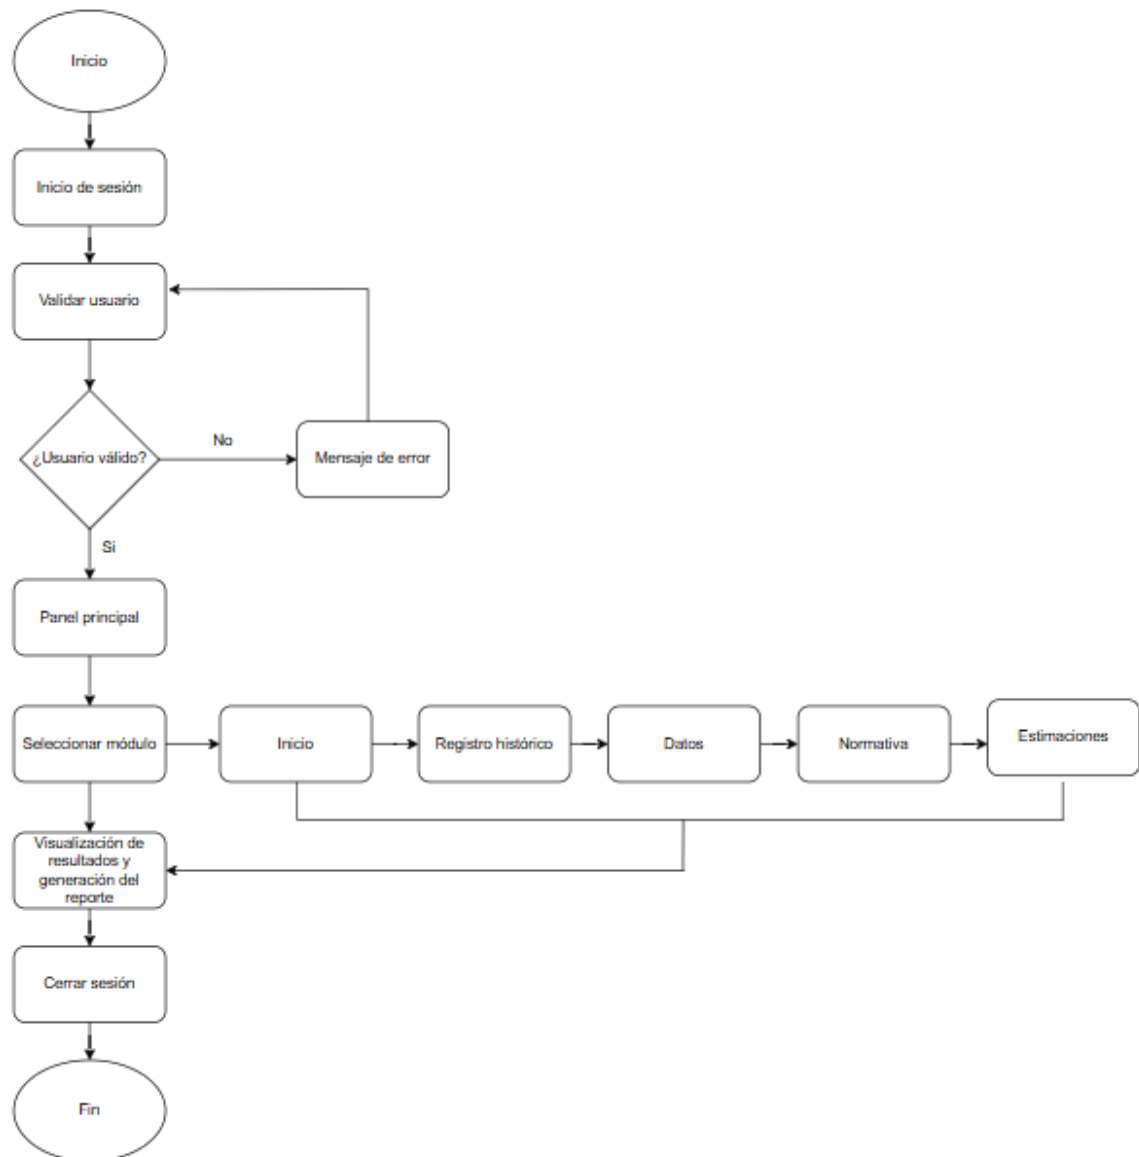 Inicio
Inicio de sesión
Validar usuario
¿Usuario válido?
No
Mensaje de error
Si
Panel principal
Seleccionar módulo
Inicio
Registro histórico
Datos
Normativa
Estimaciones
Visualización de
resultados y
generación del
reporte
Cerrar sesión
Fin